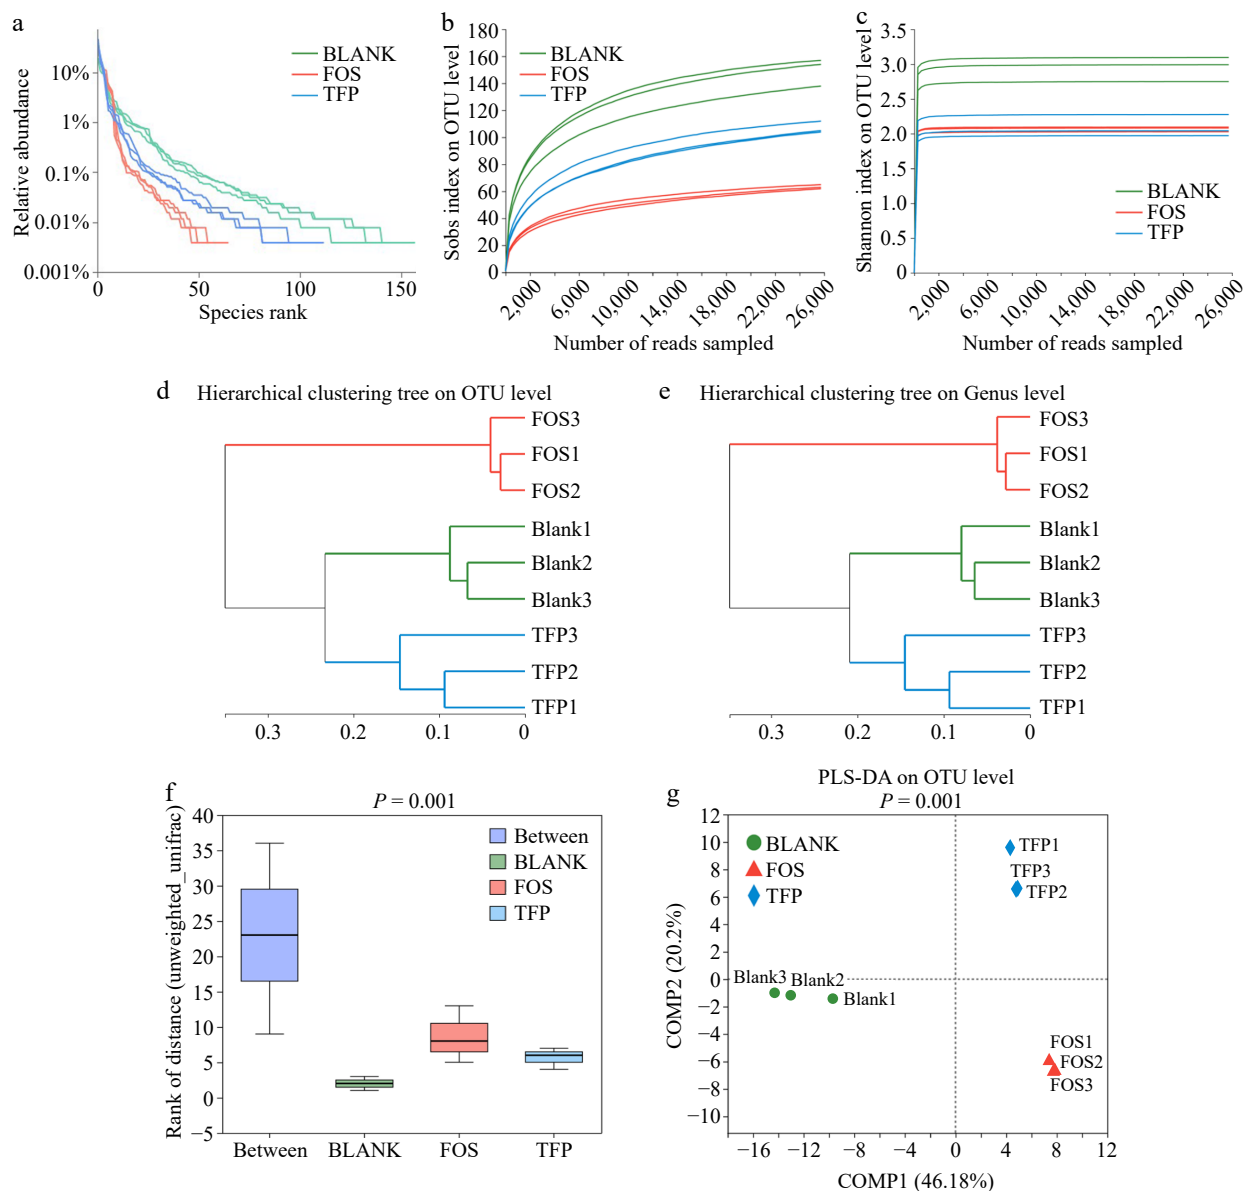 a
Relative abundance
10%
1%
0.1%
0.01%
0.001%
0
50
100
150
Species rank
BLANK
FOS
TFP
b
Sobs index on OTU level
180
160
140
120
100
80
60
40
20
0
2,000
6,000
10,000
14,000
18,000
22,000
26,000
Number of reads sampled
BLANK
FOS
TFP
c
Shannon index on OTU level
3.5
3.0
2.5
2.0
1.5
1.0
0.5
0
2,000
6,000
10,000
14,000
18,000
22,000
26,000
Number of reads sampled
BLANK
FOS
TFP
d
Hierarchical clustering tree on OTU level
FOS3
FOS1
FOS2
Blank1
Blank2
Blank3
TFP3
TFP2
TFP1
0.3
0.2
0.1
0
e
Hierarchical clustering tree on Genus level
FOS3
FOS1
FOS2
Blank1
Blank2
Blank3
TFP3
TFP2
TFP1
0.3
0.2
0.1
0
f
P = 0.001
Rank of distance (unweighted_unifrac)
40
35
30
25
20
15
10
5
0
−5
Between
BLANK
FOS
TFP
Between
BLANK
FOS
TFP
g
PLS-DA on OTU level
P = 0.001
COMP2 (20.2%)
12
10
8
6
4
2
0
−2
−4
−6
−8
−10
BLANK
FOS
TFP
TFP1
TFP3
TFP2
Blank3
Blank2
Blank1
FOS1
FOS2
FOS3
−16
−12
−8
−4
0
4
8
12
COMP1 (46.18%)